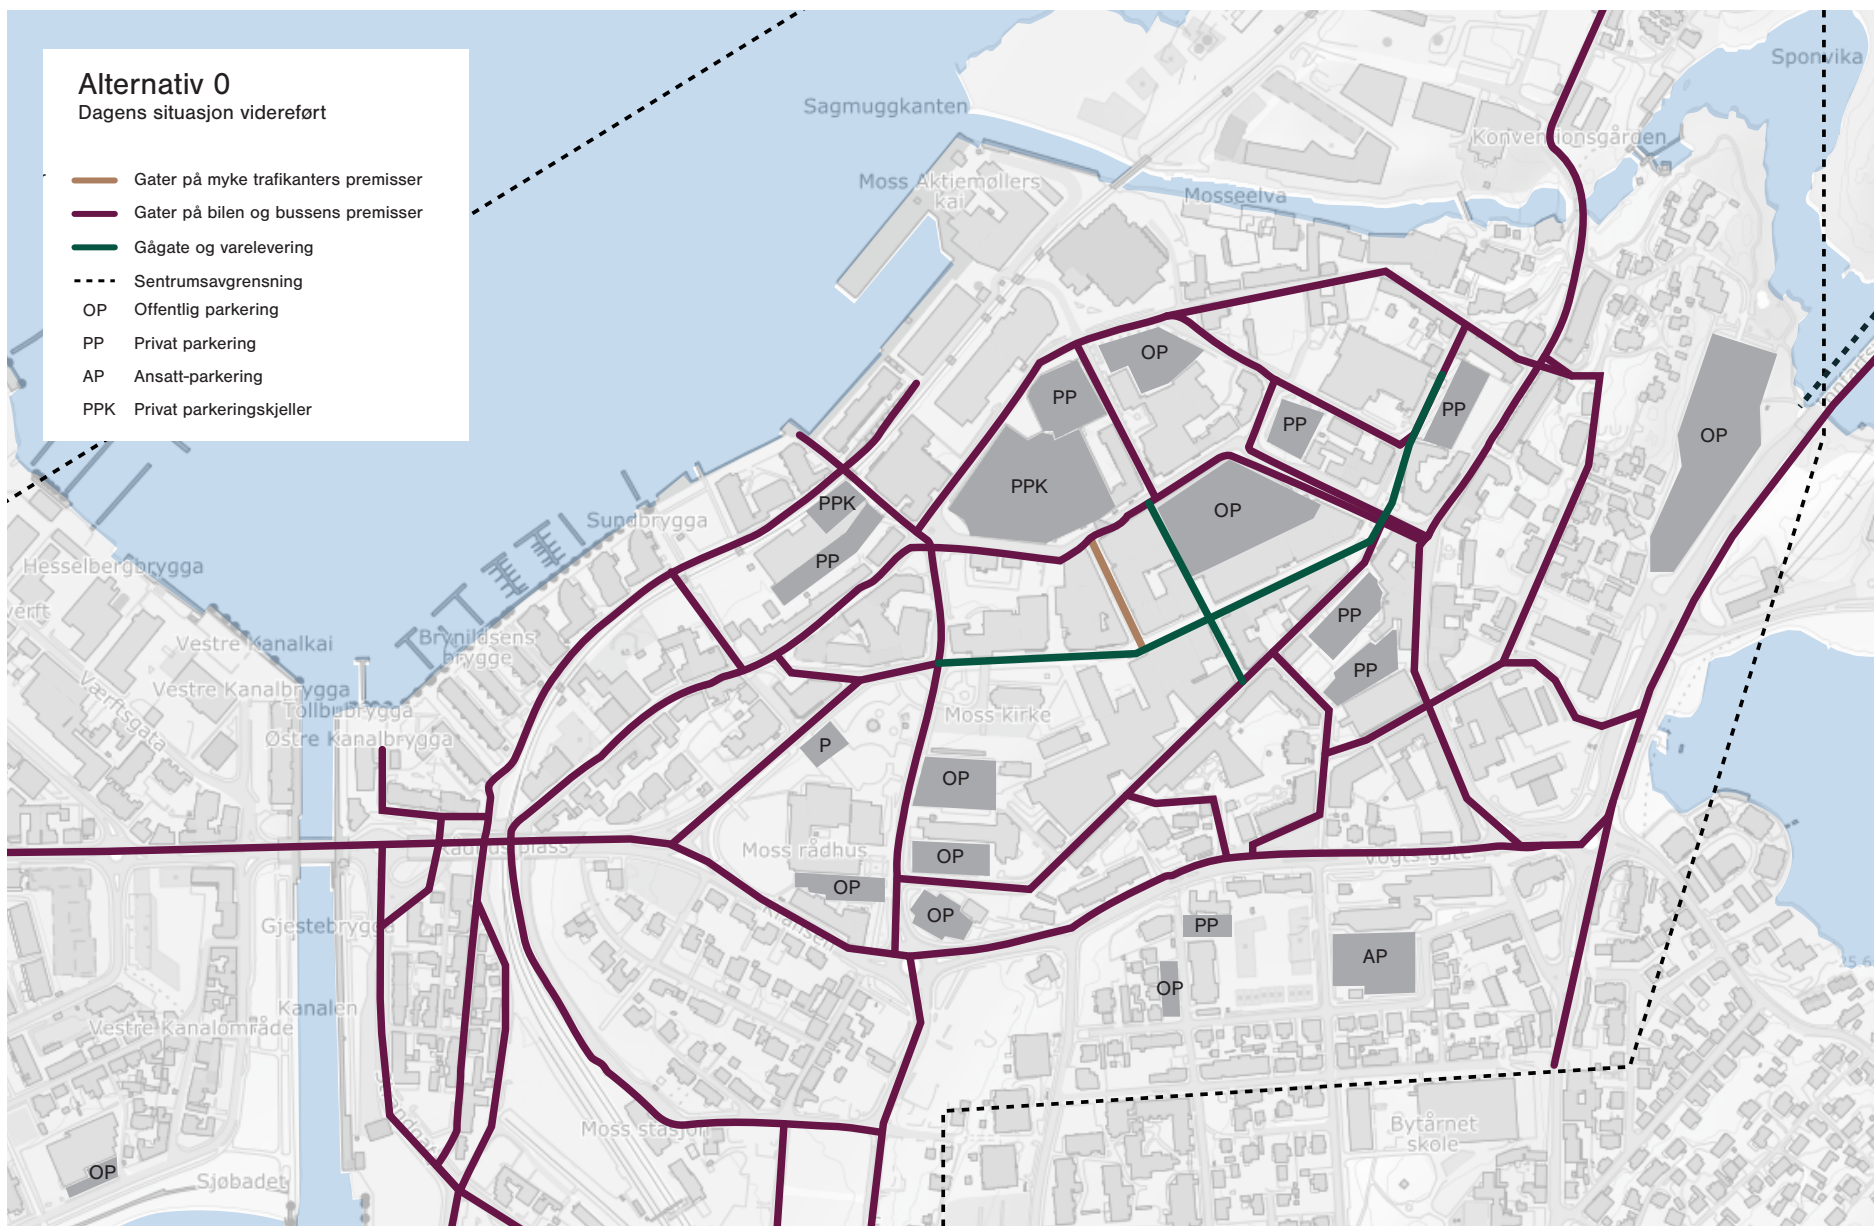 Alternativ 0
Dagens situasjon videreført
Gater på myke trafikanters premisser
Gater på bilen og bussens premisser
Gågate og varelevering
Sentrumsavgrensning
OP Offentlig parkering
PP Privat parkering
AP Ansatt-parkering
PPK Privat parkeringskjeller
Sponvika
Sagmuggkanten
Konventionsgården
Moss Aktiemøllers
kai
Mosseelva
OP
PP
PP
PP
OP
PPK
PPK
OP
Sundbrygga
PP
Hesselbergbrygga
PP
Vestre Kanalkai
Brynildsens
brygge
PP
Værftsgata
Vestre Kanalbrygga
Tollbubrygga
Moss kirke
Østre Kanalbrygga
P
OP
Moss rådhus
OP
Vogts gate
OP
OP
PP
Gjestebrygga
AP
OP
Kanalen
Vestre Kanalområde
Moss stasjon
Bytårnet
skole
OP
Sjøbadet